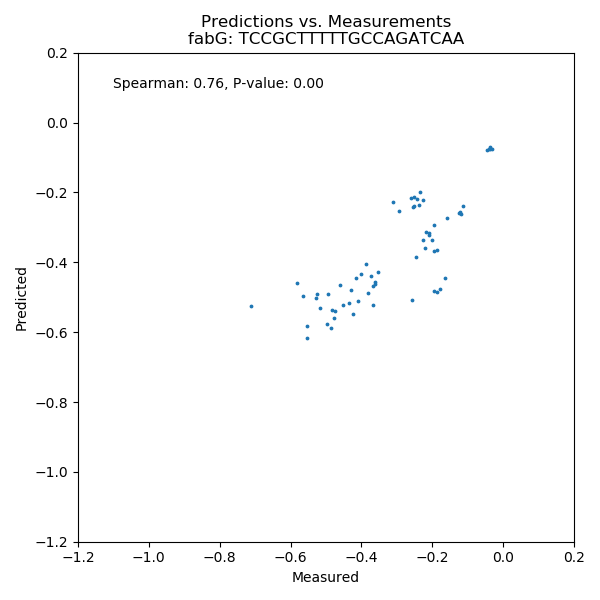 Predictions vs. Measurements
fabG: TCCGCTTTTTGCCAGATCAA
Spearman: 0.76, P-value: 0.00
0.2
0.0
−0.2
−0.4
−0.6
−0.8
−1.0
−1.2
Predicted
−1.2 −1.0 −0.8 −0.6 −0.4 −0.2 0.0 0.2
Measured